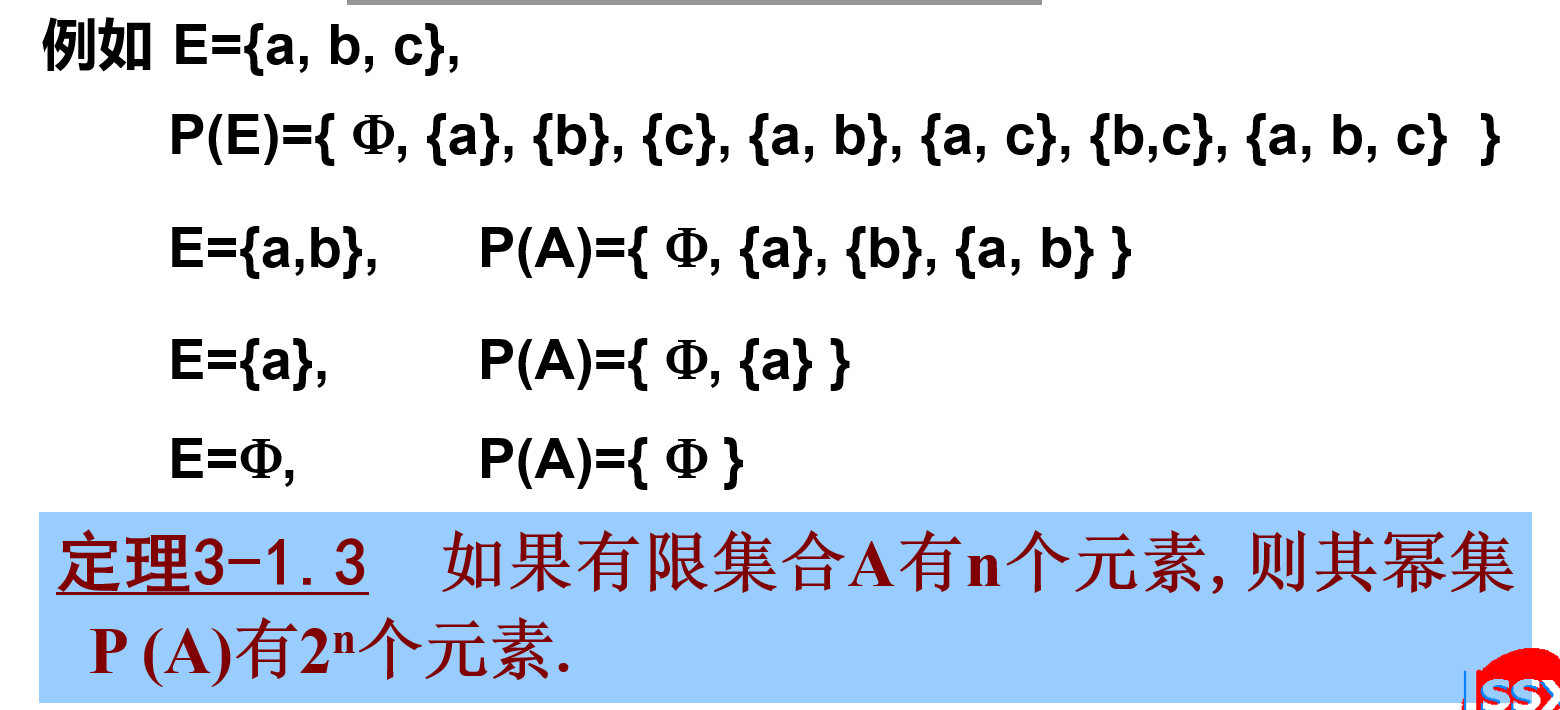 例如 E={a, b, c},
P(E)={ Φ, {a}, {b}, {c}, {a, b}, {a, c}, {b,c}, {a, b, c} }
E={a,b}, P(A)={ Φ, {a}, {b}, {a, b} }
E={a}, P(A)={ Φ, {a} }
E=Φ, P(A)={ Φ }
定理3-1.3 如果有限集合A有n个元素, 则其幂集
P (A)有2ⁿ个元素.